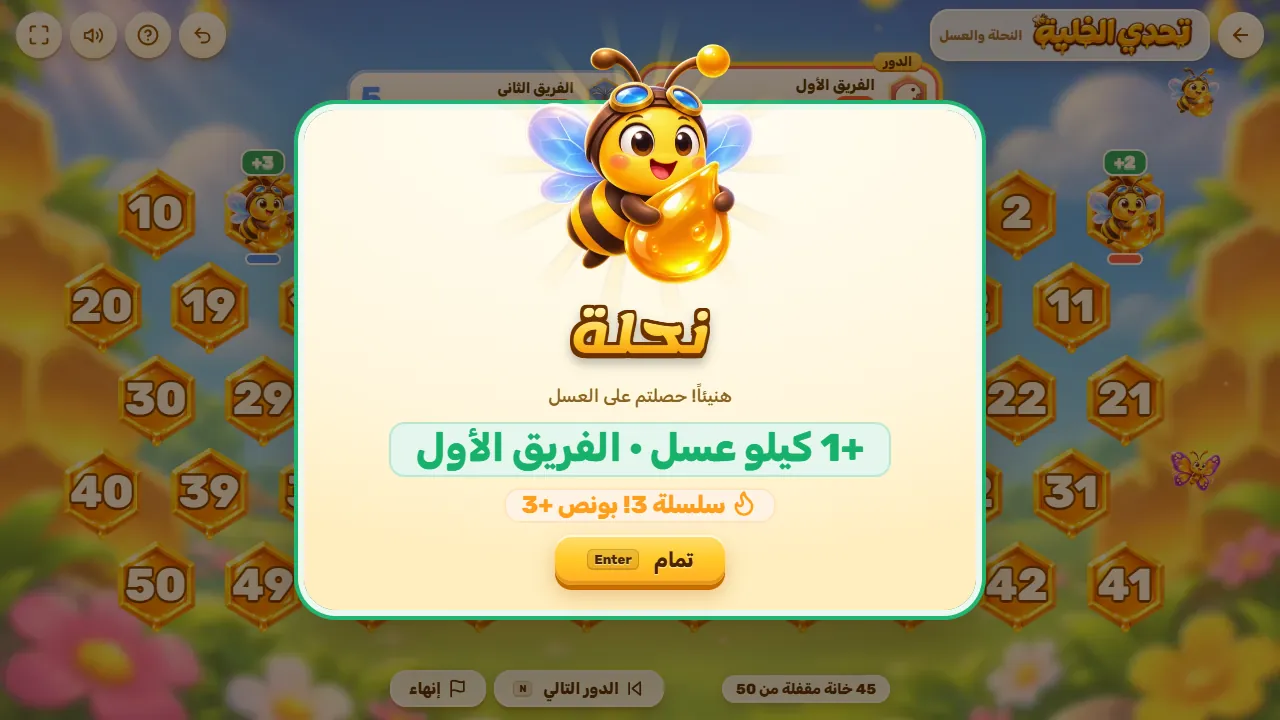 تحدي الخلية
النحلة والعسل
الدور
الفريق الأول
الفريق الثاني
5
+2
2
10
+3
11
19
20
21
22
29
30
31
39
40
41
42
49
50
نحلة
هنيئاً! حصلتم على العسل
+1 كيلو عسل • الفريق الأول
سلسلة 3! بونص +3
تمام Enter
45 خانة مقفلة من 50
الدور التالي N
إنهاء